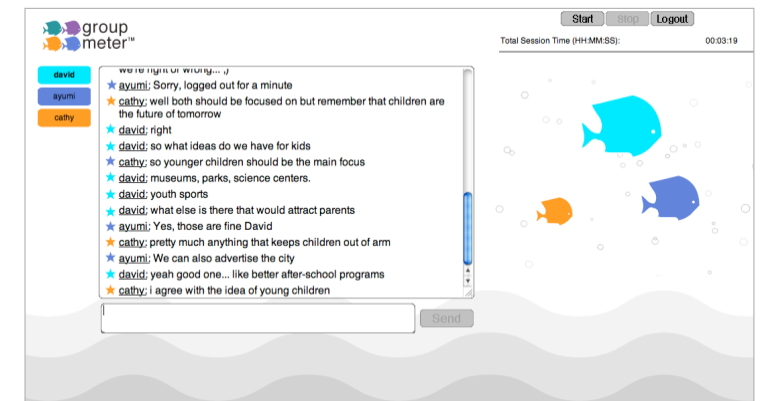 group
meter™
Start Stop Logout
Total Session Time (HH:MM:SS): 00:03:19
david
ayumi
cathy
we're right or wrong... ;)
ayumi: Sorry, logged out for a minute
cathy: well both should be focused on but remember that children are
the future of tomorrow
david: right
david: so what ideas do we have for kids
cathy: so younger children should be the main focus
david: museums, parks, science centers.
david: youth sports
david: what else is there that would attract parents
ayumi: Yes, those are fine David
cathy: pretty much anything that keeps children out of arm
ayumi: We can also advertise the city
david: yeah good one... like better after-school programs
cathy: i agree with the idea of young children
Send